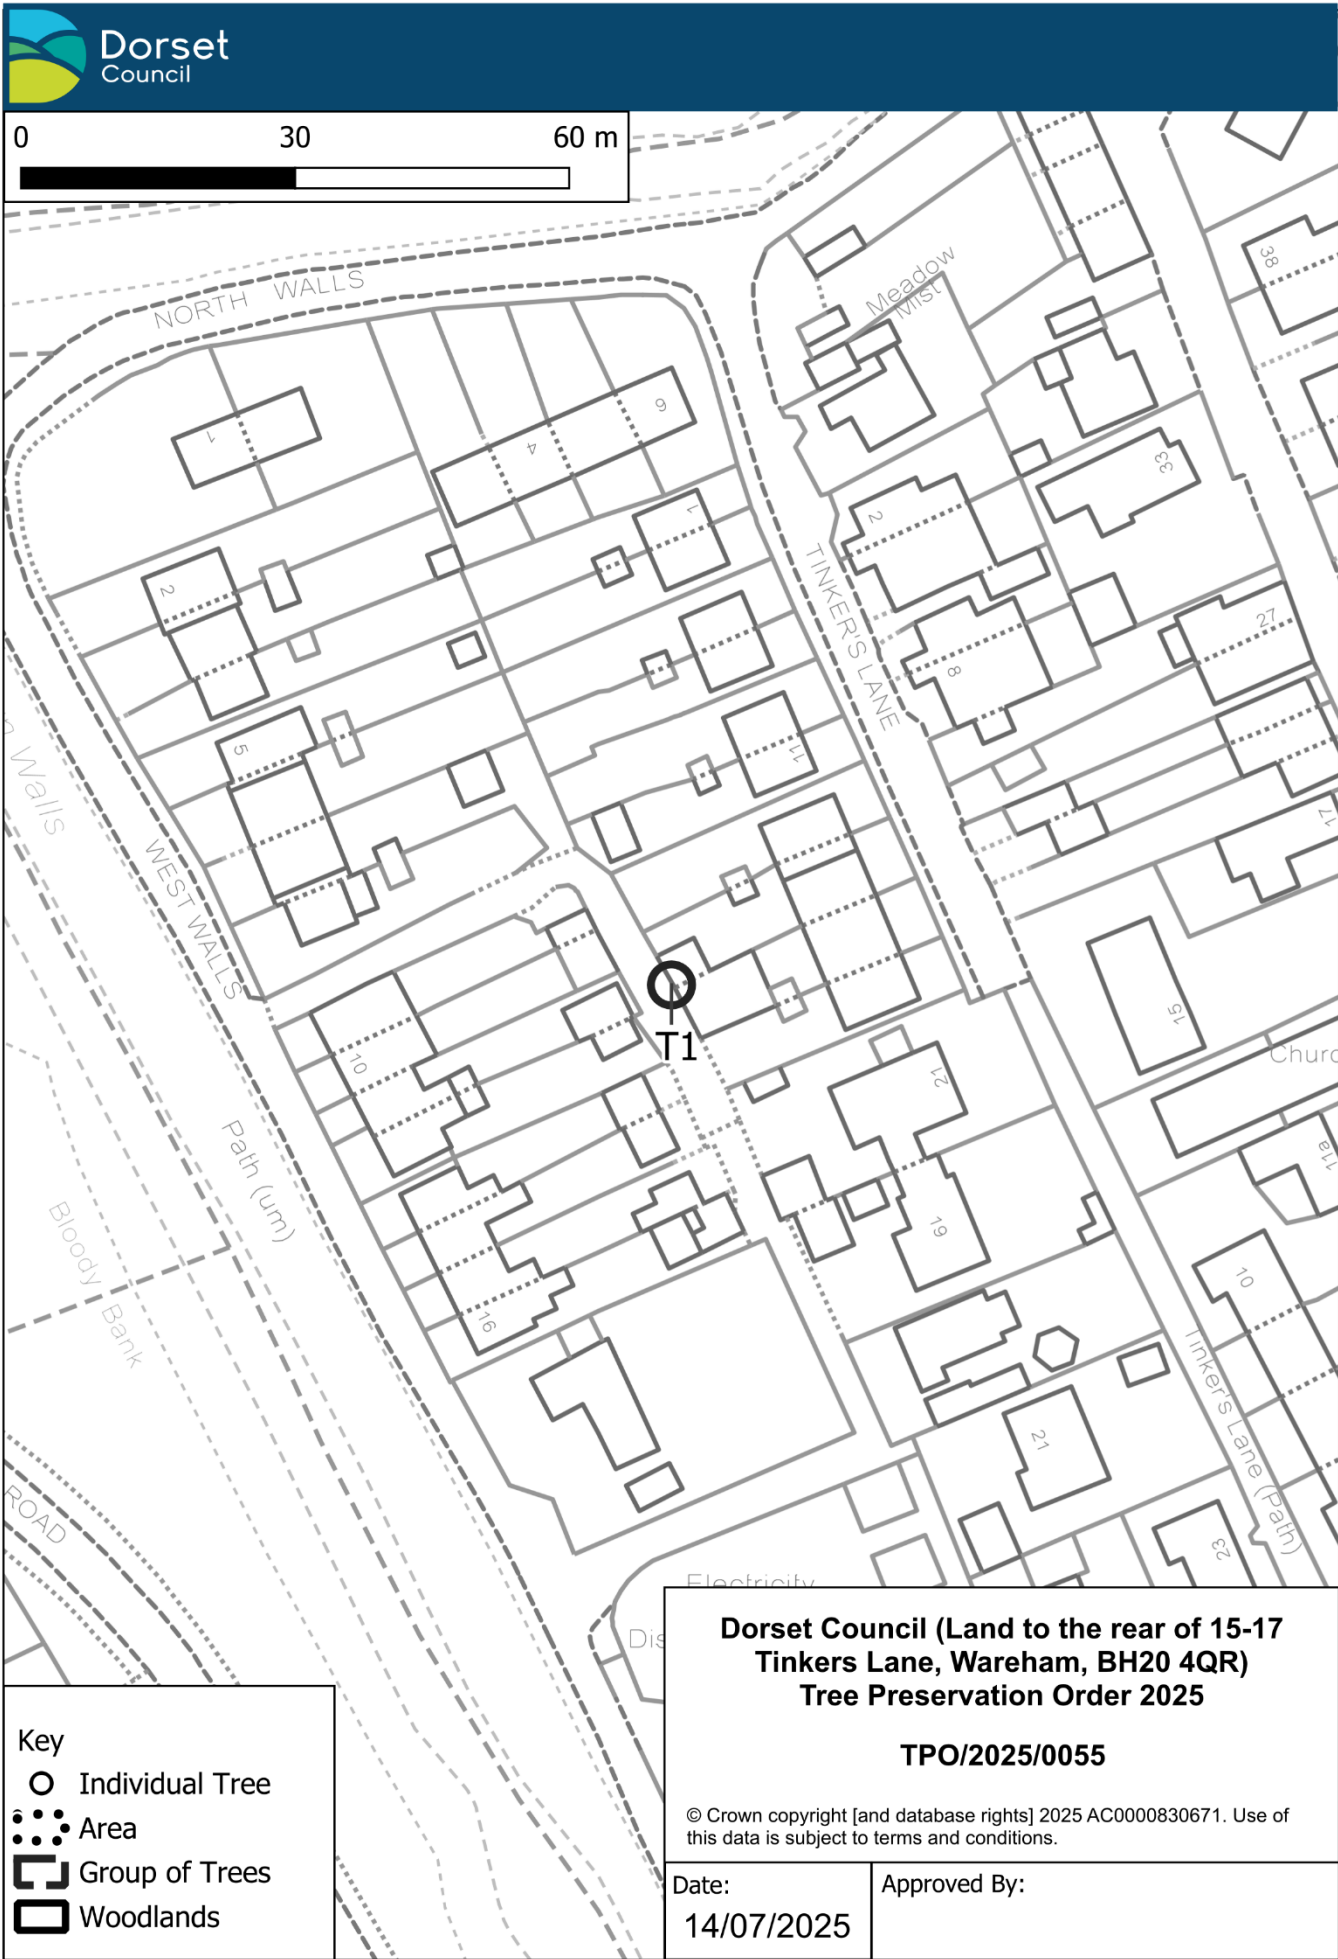 Dorset
Council
0 30 60 m
NORTH WALLS
Meadow
Mist
38
1
4
6
33
1
2
2
TINKER'S LANE
27
8
5
11
Walls
17
WEST WALLS
15
T1
10
Church
21
11a
Path (um)
19
Bloody Bank
10
16
Tinker's Lane (Path)
21
ROAD
23
Electricity
Dorset Council (Land to the rear of 15-17
Tinkers Lane, Wareham, BH20 4QR)
Tree Preservation Order 2025
TPO/2025/0055
© Crown copyright [and database rights] 2025 AC0000830671. Use of
this data is subject to terms and conditions.
Key
Individual Tree
Area
Group of Trees
Woodlands
Date:
14/07/2025
Approved By: